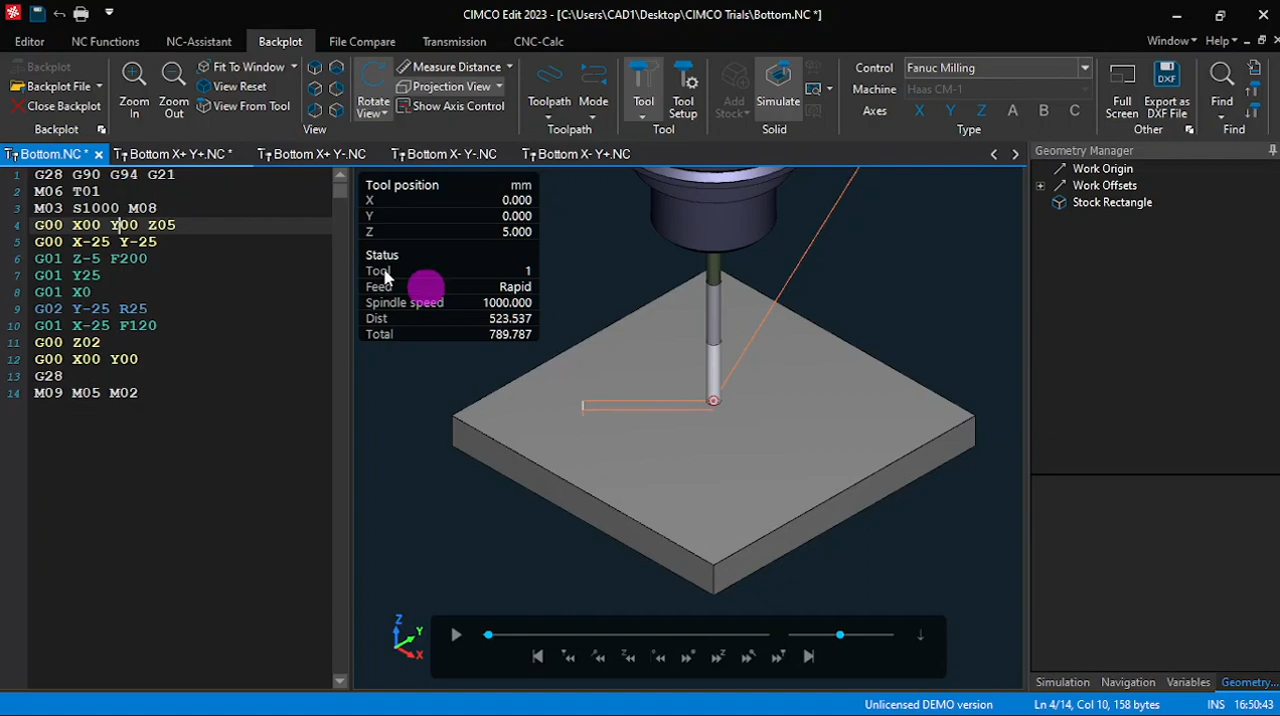 CIMCO Edit 2023 - [C:\Users\CAD1\Desktop\CIMCO Trials\Bottom.NC *]
Editor NC Functions NC-Assistant Backplot File Compare Transmission CNC-Calc Window Help
Backplot
Backplot File
Close Backplot
Backplot
Zoom In
Zoom Out
Fit To Window
View Reset
View From Tool
View
Rotate View
Measure Distance
Projection View
Show Axis Control
Toolpath
Mode
Toolpath
Tool
Tool Setup
Tool
Add Stock
Simulate
Solid
Control Fanuc Milling
Machine Haas CM-1
Axes X Y Z A B C
Type
Full Screen
Export as DXF File
DXF
Other
Find
Find
Bottom.NC * Bottom X+ Y+.NC * Bottom X+ Y-.NC Bottom X- Y-.NC Bottom X- Y+.NC
1 G28 G90 G94 G21
2 M06 T01
3 M03 S1000 M08
4 G00 X00 Y00 Z05
5 G00 X-25 Y-25
6 G01 Z-5 F200
7 G01 Y25
8 G01 X0
9 G02 Y-25 R25
10 G01 X-25 F120
11 G00 Z02
12 G00 X00 Y00
13 G28
14 M09 M05 M02
Tool position mm
X 0.000
Y 0.000
Z 5.000
Status
Tool 1
Feed Rapid
Spindle speed 1000.000
Dist 523.537
Total 789.787
Z
Y
X
Geometry Manager
Work Origin
Work Offsets
Stock Rectangle
Simulation Navigation Variables Geometry...
Unlicensed DEMO version Ln 4/14, Col 10, 158 bytes INS 16:50:43